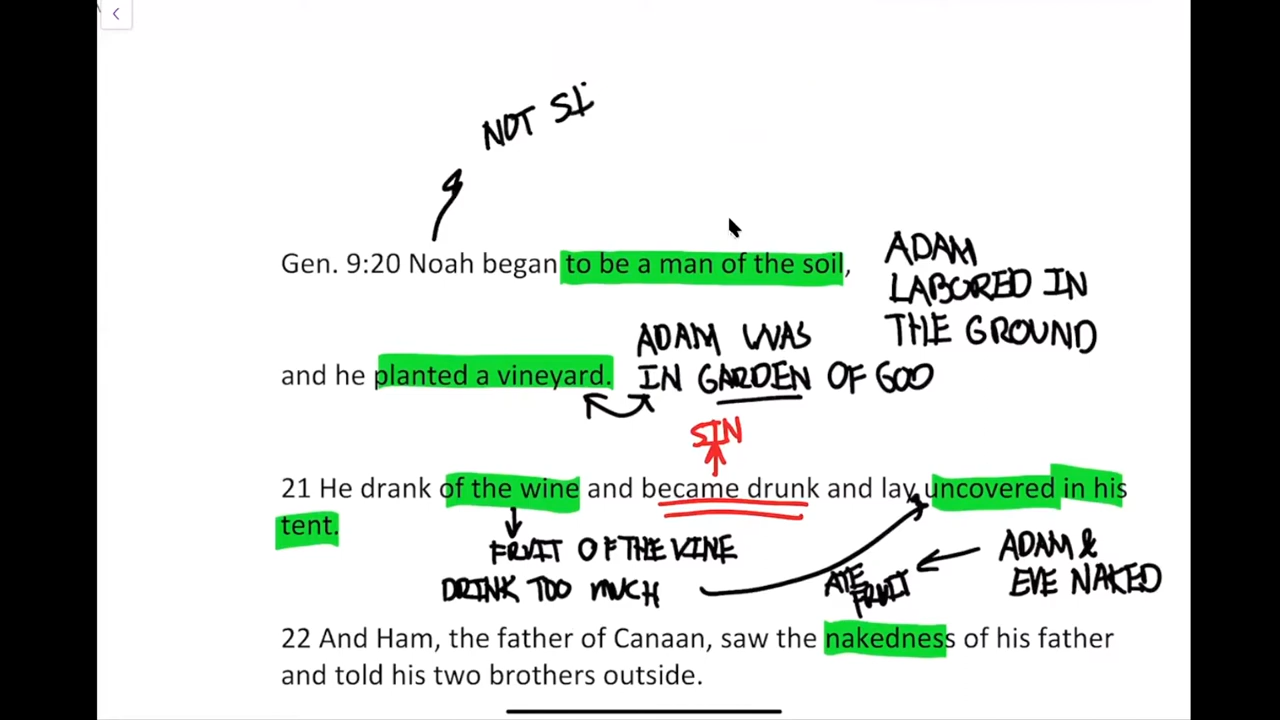 NOT SI
Gen. 9:20 Noah began to be a man of the soil,
ADAM
LABORED IN
THE GROUND
ADAM WAS
and he planted a vineyard.
IN GARDEN OF GOD
SIN
21 He drank of the wine and became drunk and lay uncovered in his
tent.
FRUIT OF THE VINE
DRINK TOO MUCH
ATE
FRUIT
ADAM &
EVE NAKED
22 And Ham, the father of Canaan, saw the nakedness of his father
and told his two brothers outside.